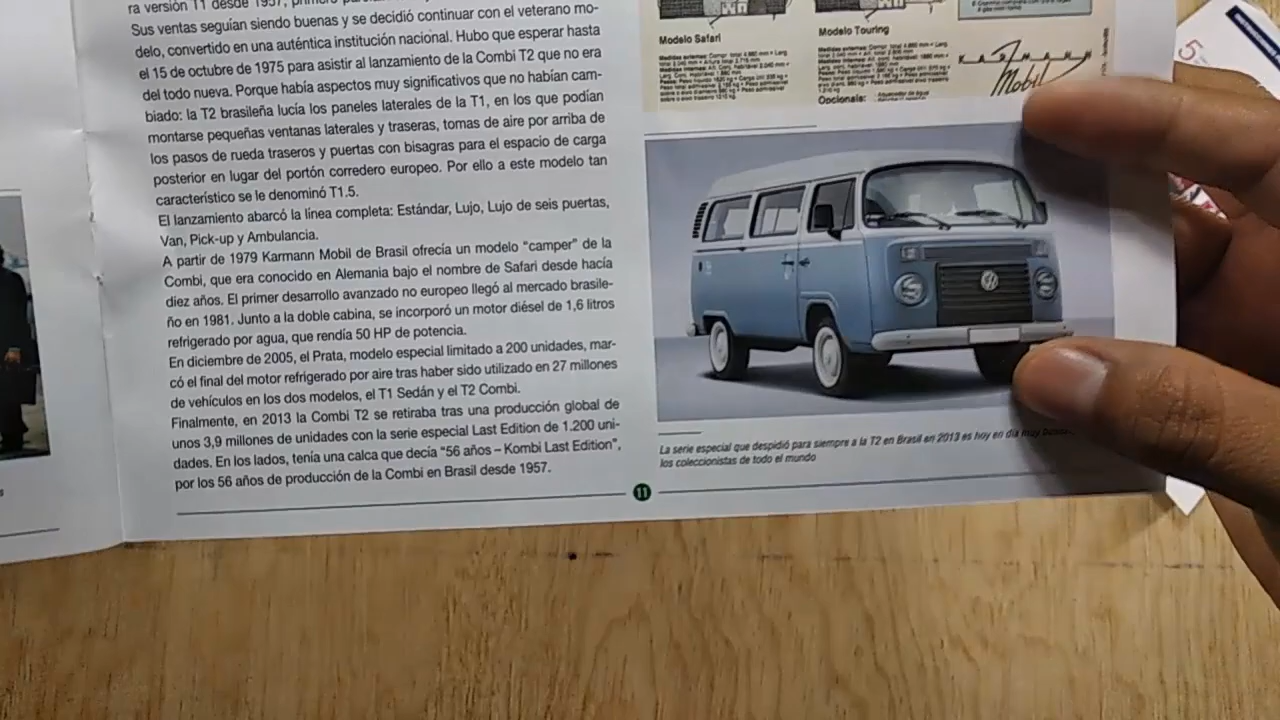 ra versión 11 desde 1957,
Sus ventas seguían siendo buenas y se decidió continuar con el veterano mo-
delo, convertido en una auténtica institución nacional. Hubo que esperar hasta
el 15 de octubre de 1975 para asistir al lanzamiento de la Combi T2 que no era
del todo nueva. Porque había aspectos muy significativos que no habían cam-
biado: la T2 brasileña lucía los paneles laterales de la T1, en los que podían
montarse pequeñas ventanas laterales y traseras, tomas de aire por arriba de
los pasos de rueda traseros y puertas con bisagras para el espacio de carga
posterior en lugar del portón corredero europeo. Por ello a este modelo tan
característico se le denominó T1.5.
El lanzamiento abarcó la línea completa: Estándar, Lujo, Lujo de seis puertas,
Van, Pick-up y Ambulancia.
A partir de 1979 Karmann Mobil de Brasil ofrecía un modelo “camper” de la
Combi, que era conocido en Alemania bajo el nombre de Safari desde hacía
diez años. El primer desarrollo avanzado no europeo llegó al mercado brasile-
ño en 1981. Junto a la doble cabina, se incorporó un motor diésel de 1,6 litros
refrigerado por agua, que rendía 50 HP de potencia.
En diciembre de 2005, el Prata, modelo especial limitado a 200 unidades, mar-
có el final del motor refrigerado por aire tras haber sido utilizado en 27 millones
de vehículos en los dos modelos, el T1 Sedán y el T2 Combi.
Finalmente, en 2013 la Combi T2 se retiraba tras una producción global de
unos 3,9 millones de unidades con la serie especial Last Edition de 1.200 uni-
dades. En los lados, tenía una calca que decía “56 años – Kombi Last Edition”,
por los 56 años de producción de la Combi en Brasil desde 1957.
Modelo Safari
Modelo Touring
Opcionais:
KARMANN
Mobil
La serie especial que despidió para siempre a la T2 en Brasil en 2013 es hoy en día muy
los coleccionistas de todo el mundo
11
5